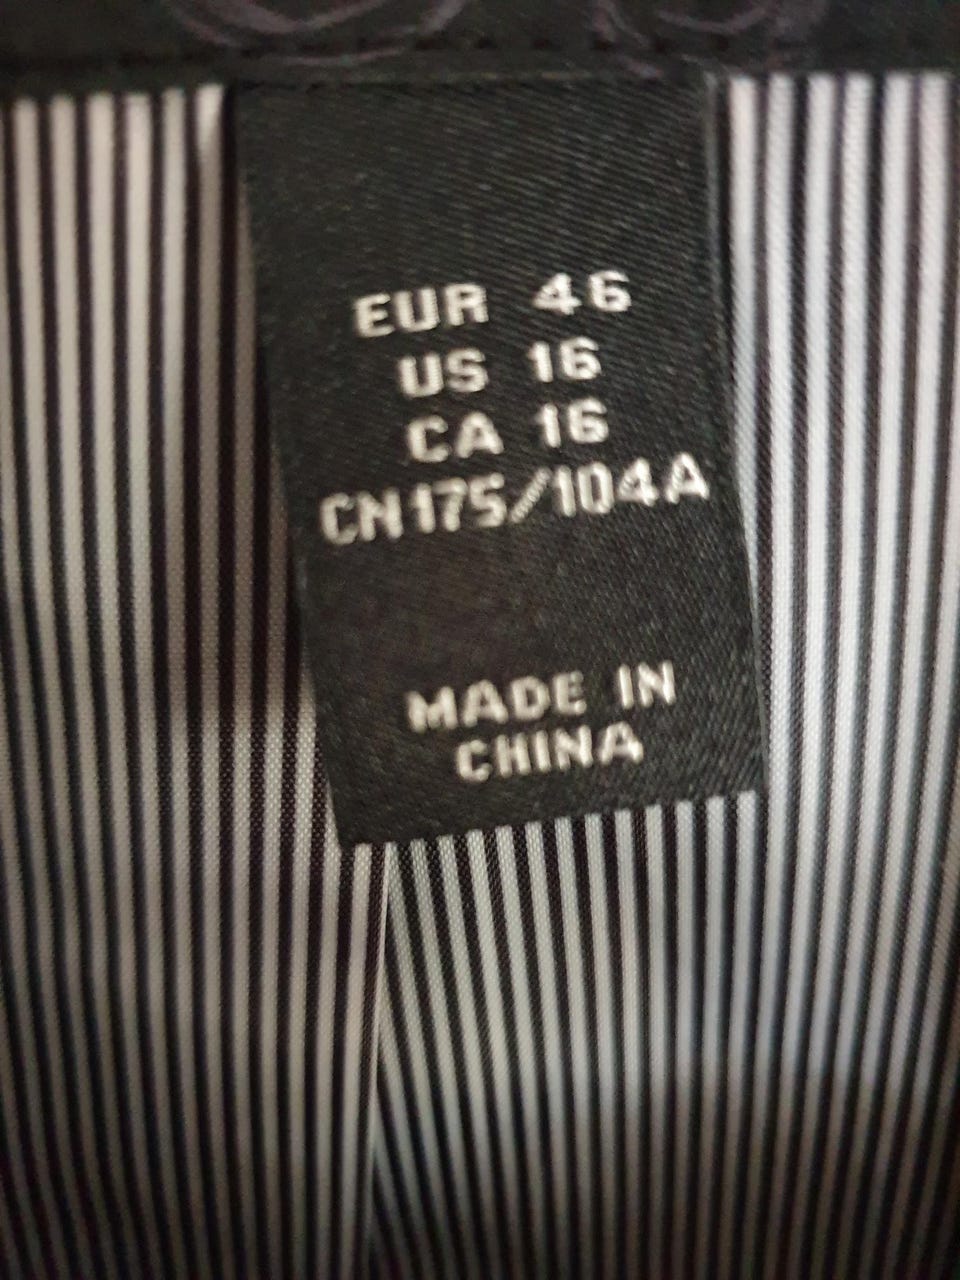 EUR 46
US 16
CA 16
CN175/104A
MADE IN
CHINA